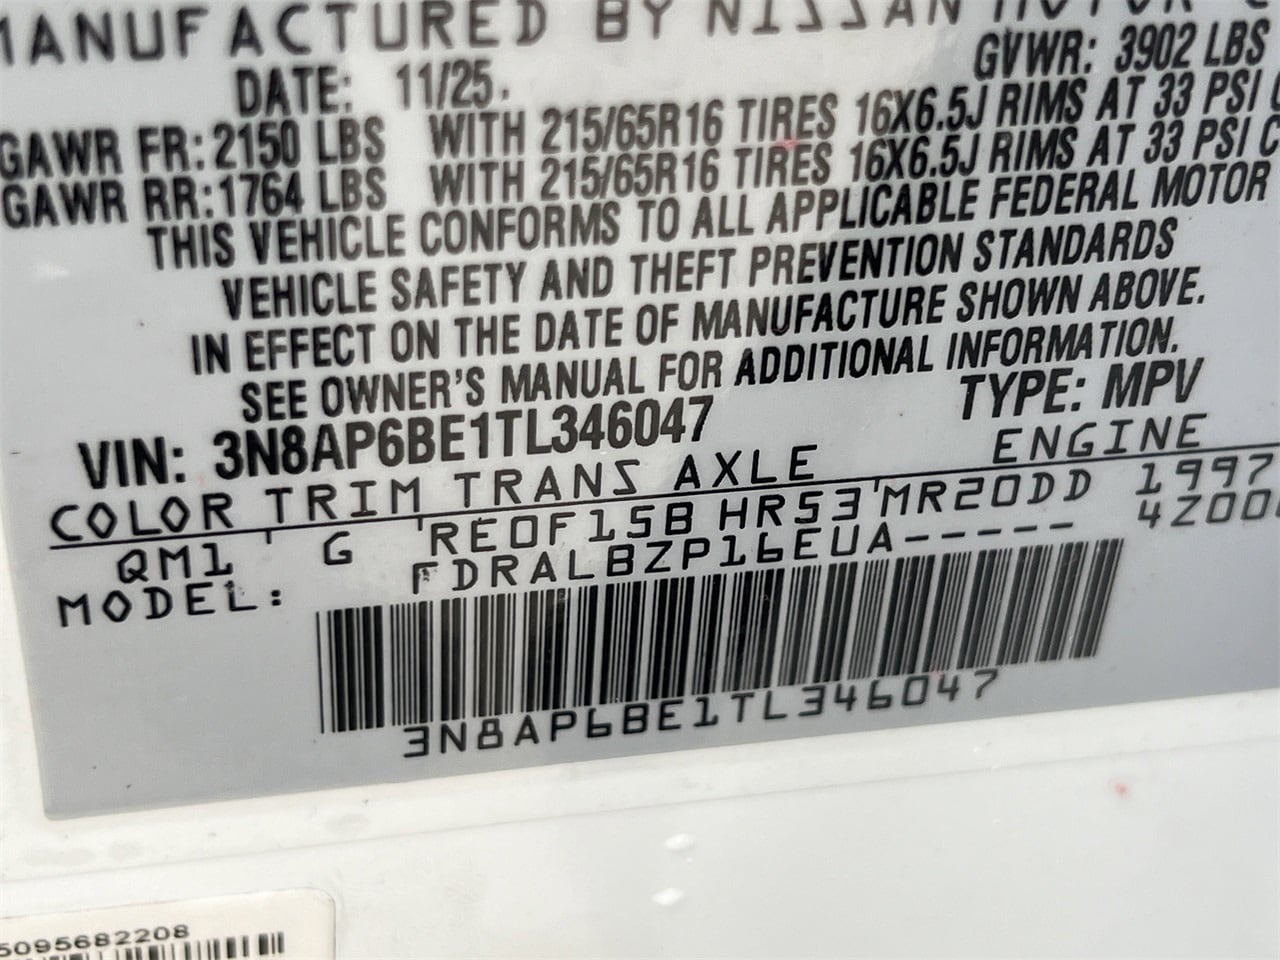 MANUFACTURED BY NISSAN MOTOR
DATE: 11/25. GVWR: 3902 LBS
GAWR FR: 2150 LBS WITH 215/65R16 TIRES 16X6.5J RIMS AT 33 PSI
GAWR RR: 1764 LBS WITH 215/65R16 TIRES 16X6.5J RIMS AT 33 PSI
THIS VEHICLE CONFORMS TO ALL APPLICABLE FEDERAL MOTOR
VEHICLE SAFETY AND THEFT PREVENTION STANDARDS
IN EFFECT ON THE DATE OF MANUFACTURE SHOWN ABOVE.
SEE OWNER'S MANUAL FOR ADDITIONAL INFORMATION.
VIN: 3N8AP6BE1TL346047 TYPE: MPV
COLOR TRIM TRANS AXLE ENGINE
QM1 G RE0F15B HR53 MR20DD 1997
MODEL: FDRALBZP16EUA-----
3N8AP6BE1TL346047
5095682208